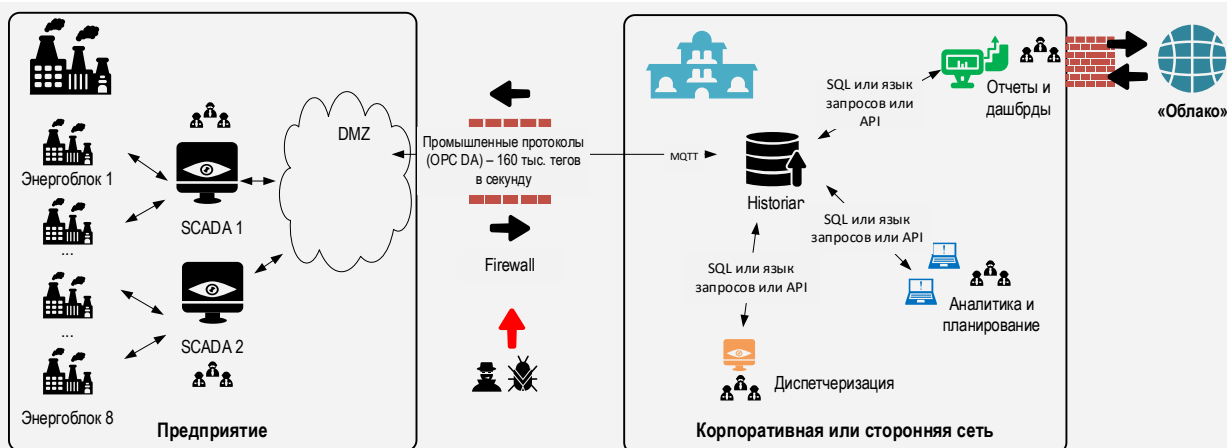 Энергоблок 1
...
...
Энергоблок 8
SCADA 1
SCADA 2
Предприятие
DMZ
Промышленные протоколы
(OPC DA) – 160 тыс. тегов
в секунду
Firewall
MQTT
Historian
SQL или язык
запросов или
API
SQL или язык
запросов или API
SQL или язык
запросов или API
Отчеты и
дашбрды
Аналитика и
планирование
Диспетчеризация
Корпоративная или сторонняя сеть
«Облако»